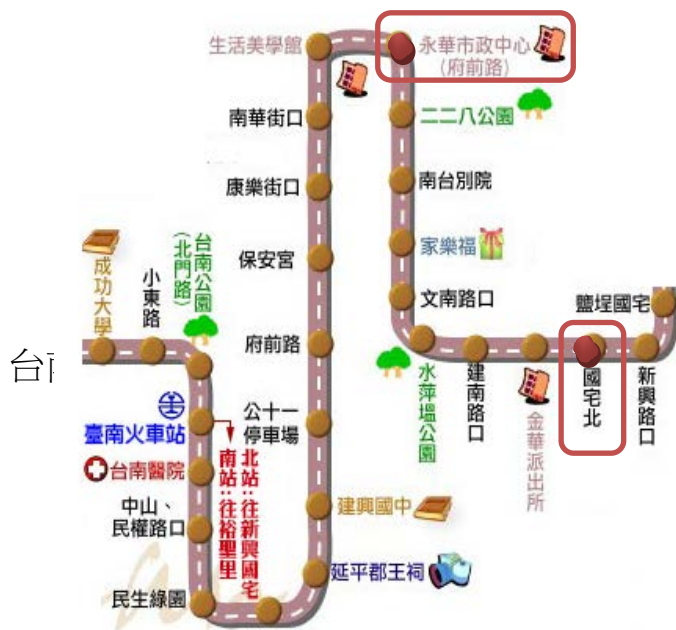 生活美學館
永華市政中心
(府前路)
南華街口
二二八公園
康樂街口
南台別院
保安宮
家樂福
文南路口
鹽埕國宅
台南公園
(北門路)
小東路
成功大學
府前路
水萍塭公園
建南路口
金華派出所
國宅北
新興路口
台
臺南火車站
公十一
停車場
北站:往新興國宅
南站:往裕聖里
台南醫院
中山、
民權路口
建興國中
延平郡王祠
民生綠園